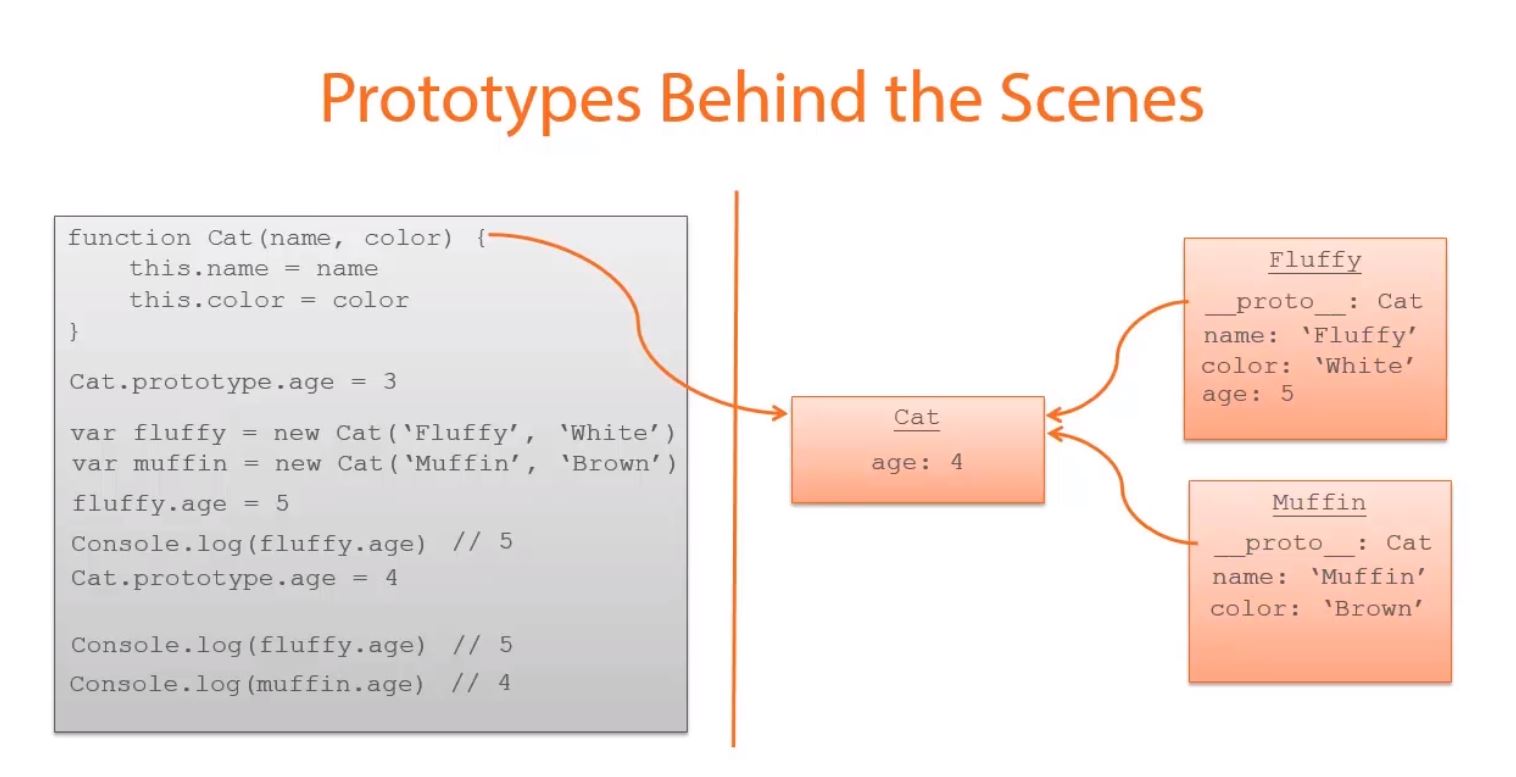 Prototypes Behind the Scenes
function Cat(name, color) {
this.name = name
this.color = color
}
Cat.prototype.age = 3
var fluffy = new Cat(‘Fluffy’, ‘White’)
var muffin = new Cat(‘Muffin’, ‘Brown’)
fluffy.age = 5
Console.log(fluffy.age) // 5
Cat.prototype.age = 4
Console.log(fluffy.age) // 5
Console.log(muffin.age) // 4
Cat
age: 4
Fluffy
__proto__: Cat
name: ‘Fluffy’
color: ‘White’
age: 5
Muffin
__proto__: Cat
name: ‘Muffin’
color: ‘Brown’